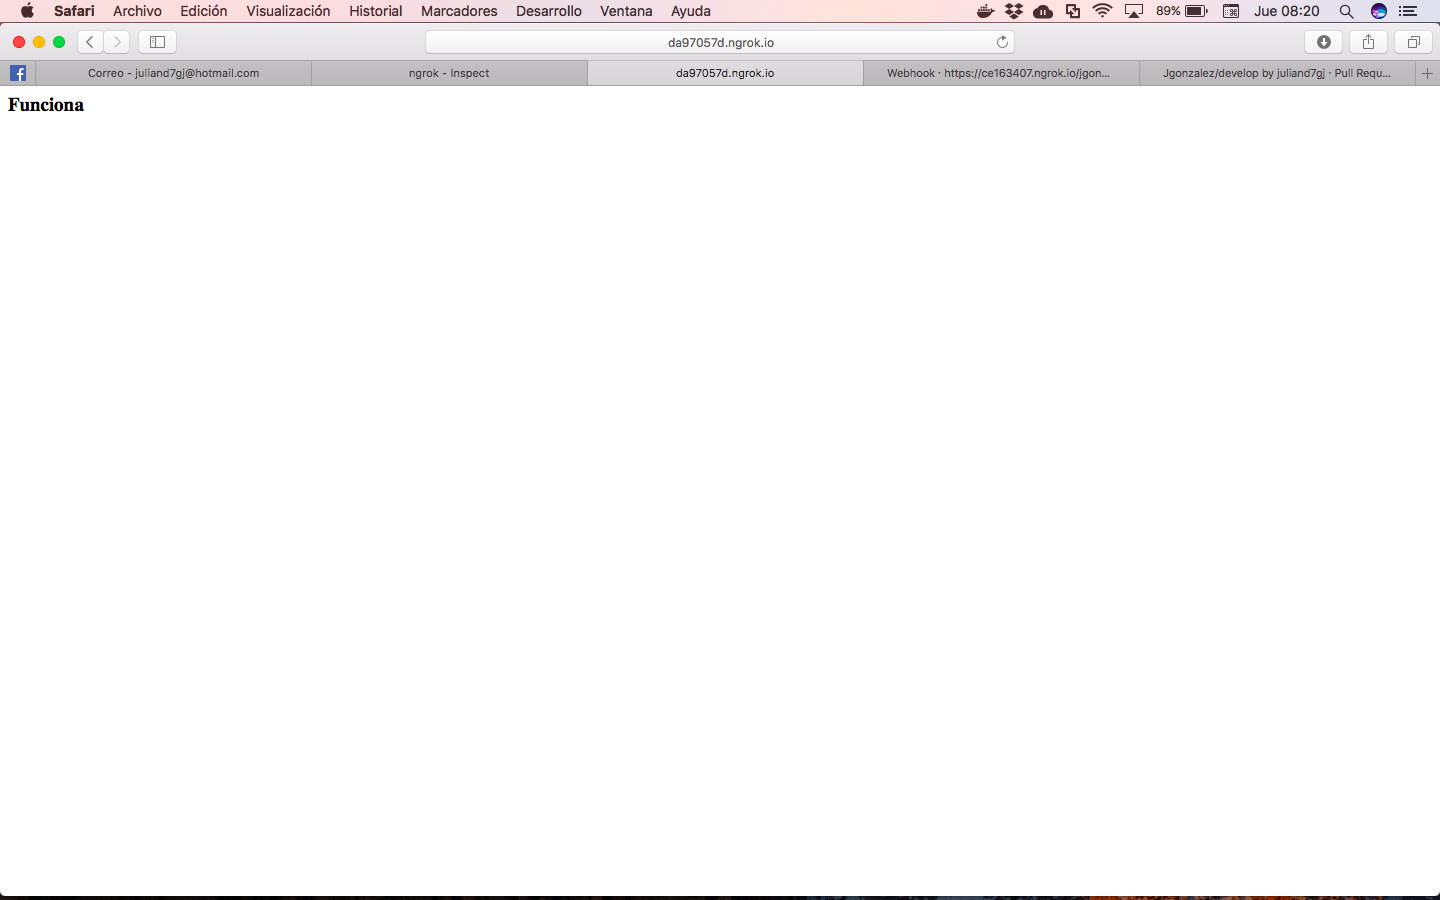 Safari Archivo Edición Visualización Historial Marcadores Desarrollo Ventana Ayuda 89% Jue 08:20
da97057d.ngrok.io
Correo - juliand7gj@hotmail.com ngrok - Inspect da97057d.ngrok.io Webhook · https://ce163407.ngrok.io/jgon... Jgonzalez/develop by juliand7gj · Pull Requ...
Funciona